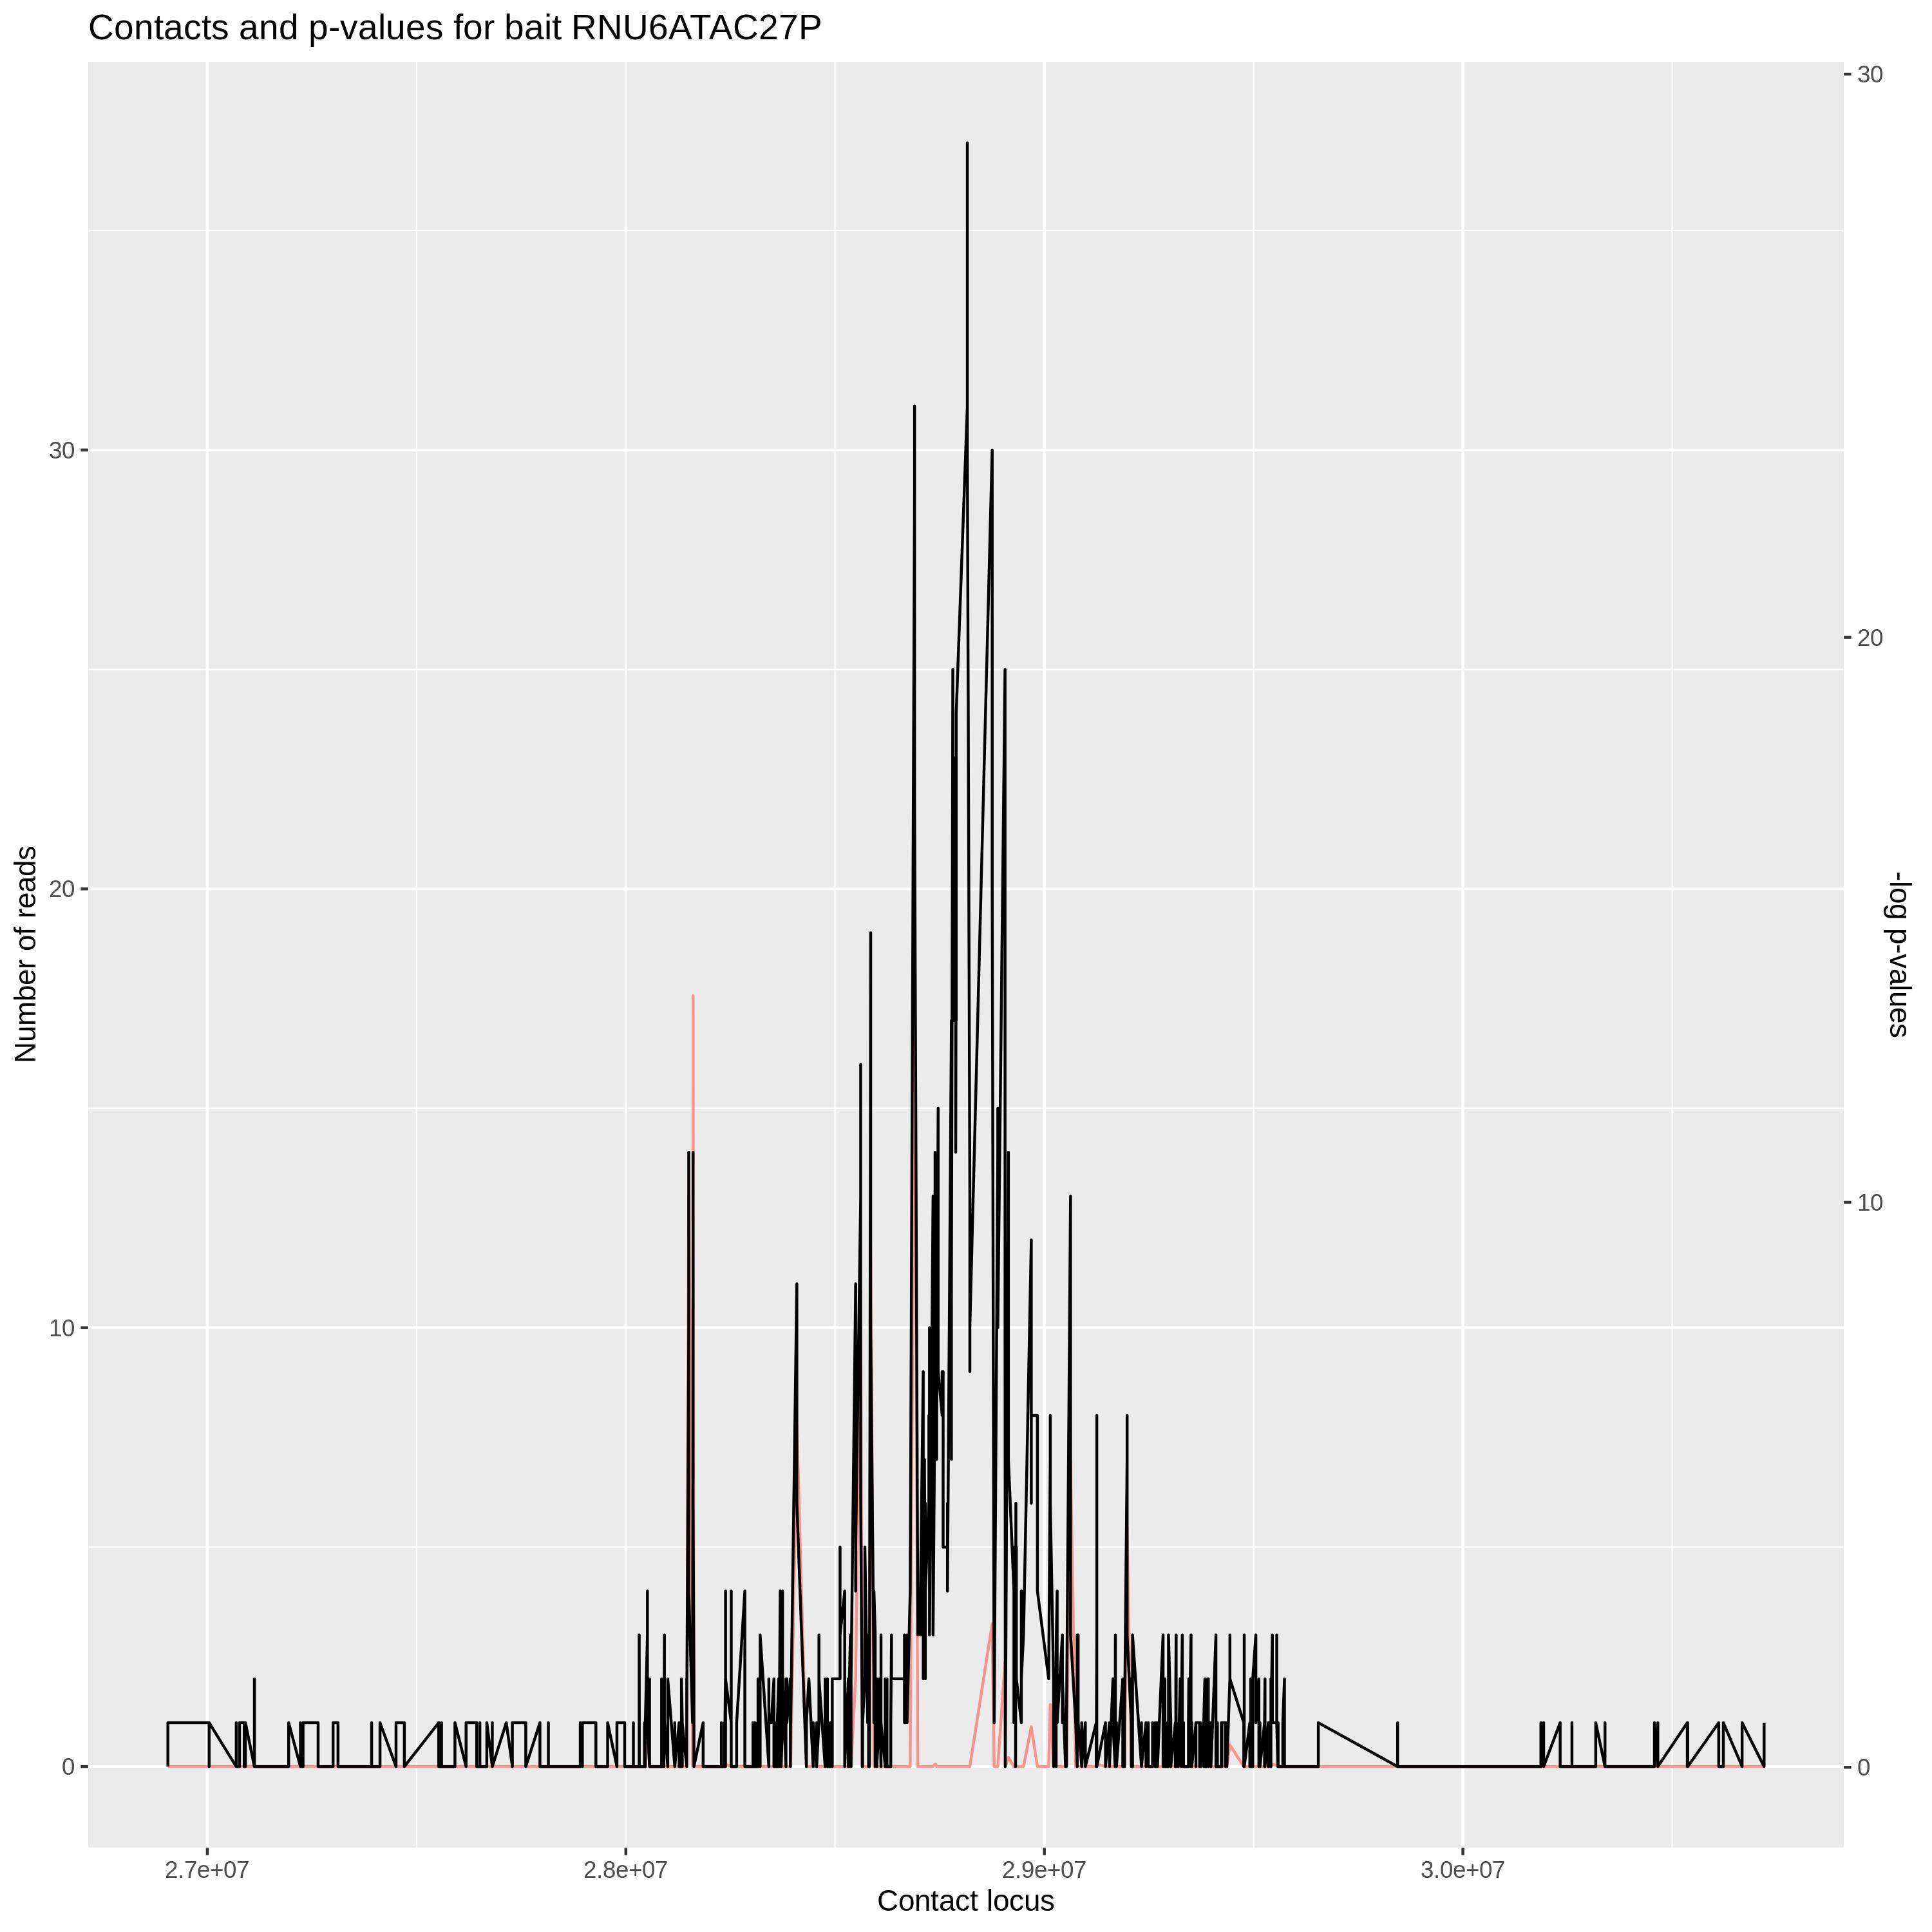 Contacts and p-values for bait RNU6ATAC27P
30
20
10
0
Number of reads
30
20
10
0
-log p-values
2.7e+07 2.8e+07 2.9e+07 3.0e+07
Contact locus